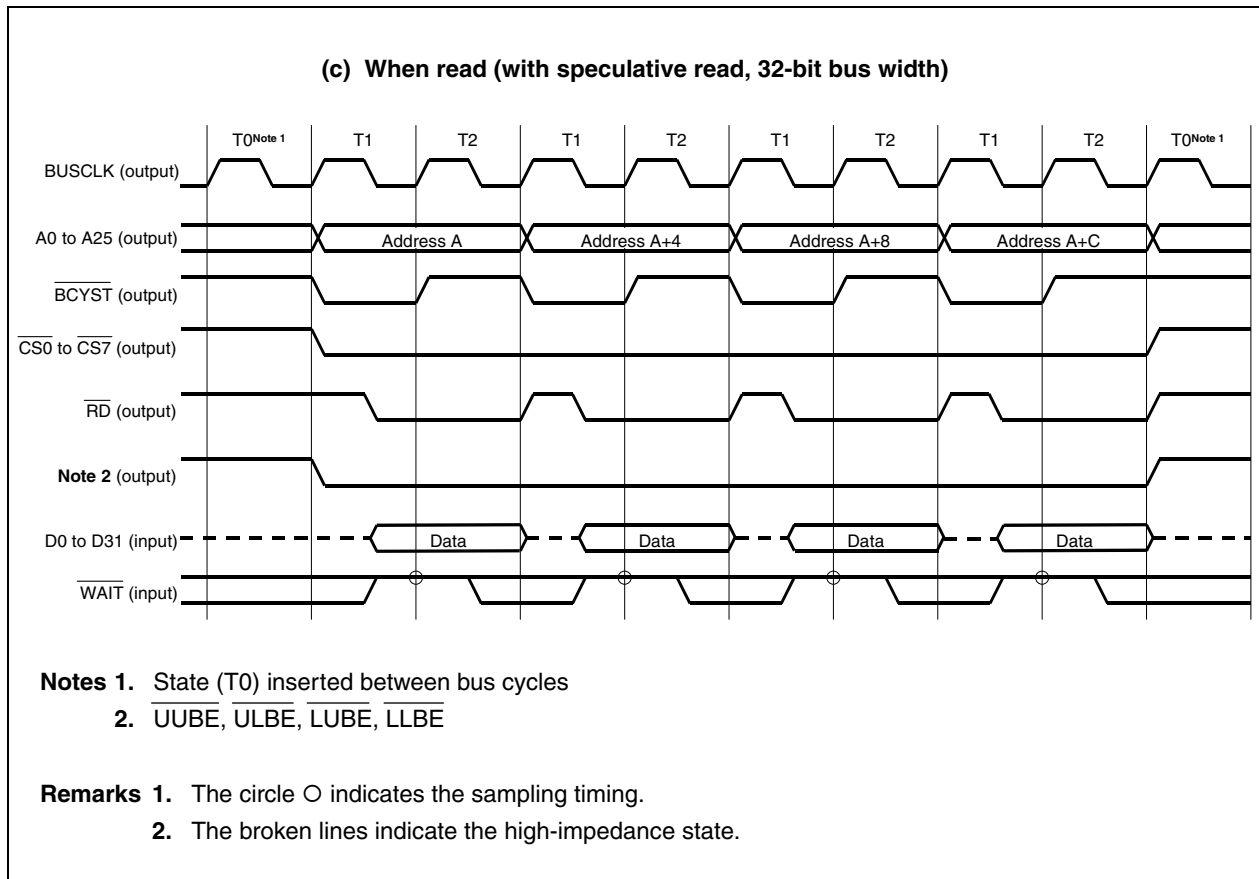 (c) When read (with speculative read, 32-bit bus width)
T0Note 1 T1 T2 T1 T2 T1 T2 T1 T2 T0Note 1
BUSCLK (output)
A0 to A25 (output) Address A Address A+4 Address A+8 Address A+C
BCYST (output)
CS0 to CS7 (output)
RD (output)
Note 2 (output)
D0 to D31 (input) Data Data Data Data
WAIT (input)
Notes 1. State (T0) inserted between bus cycles
2. UUBE, ULBE, LUBE, LLBE
Remarks 1. The circle O indicates the sampling timing.
2. The broken lines indicate the high-impedance state.